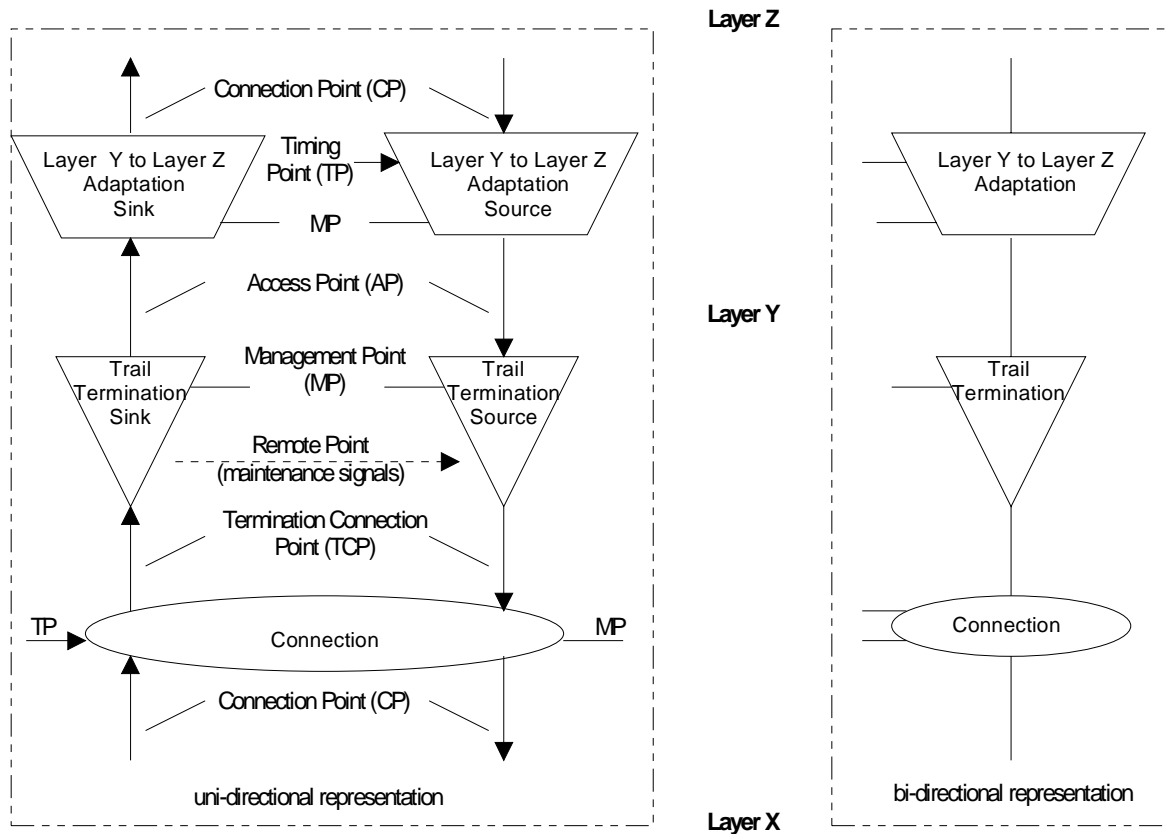 Layer Z
Connection Point (CP)
Layer Y to Layer Z
Adaptation
Sink
Timing
Point (TP)
Layer Y to Layer Z
Adaptation
Source
Layer Y to Layer Z
Adaptation
MP
Access Point (AP)
Layer Y
Trail
Termination
Sink
Management Point
(MP)
Trail
Termination
Source
Trail
Termination
Remote Point
(maintenance signals)
Termination Connection
Point (TCP)
TP
Connection
MP
Connection
Connection Point (CP)
uni-directional representation
bi-directional representation
Layer X